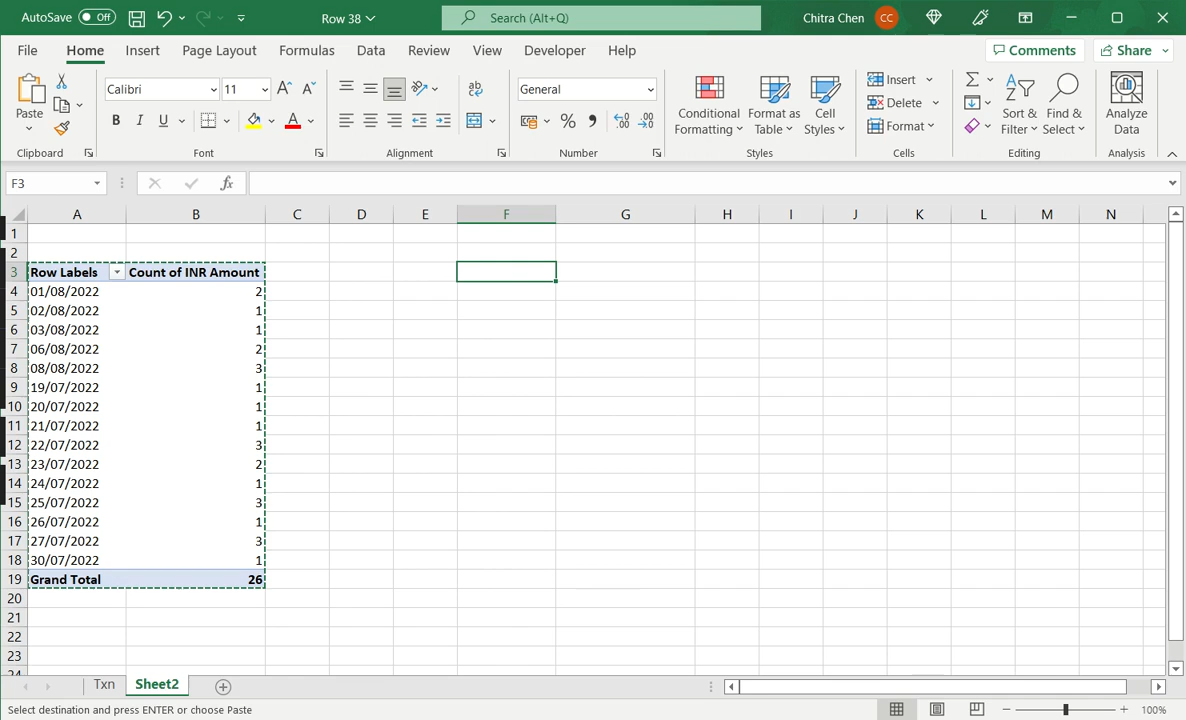 AutoSave Off Row 38 Search (Alt+Q) Chitra Chen CC
File Home Insert Page Layout Formulas Data Review View Developer Help Comments Share
Paste Calibri 11 General Conditional Formatting Format as Table Cell Styles Insert Delete Format Sort & Filter Find & Select Analyze Data
Clipboard Font Alignment Number Styles Cells Editing Analysis
F3 fx
A B C D E F G H I J K L M N
1
2
3 Row Labels Count of INR Amount
4 01/08/2022 2
5 02/08/2022 1
6 03/08/2022 1
7 06/08/2022 2
8 08/08/2022 3
9 19/07/2022 1
10 20/07/2022 1
11 21/07/2022 1
12 22/07/2022 3
13 23/07/2022 2
14 24/07/2022 1
15 25/07/2022 3
16 26/07/2022 1
17 27/07/2022 3
18 30/07/2022 1
19 Grand Total 26
20
21
22
23
24
Txn Sheet2
Select destination and press ENTER or choose Paste 100%